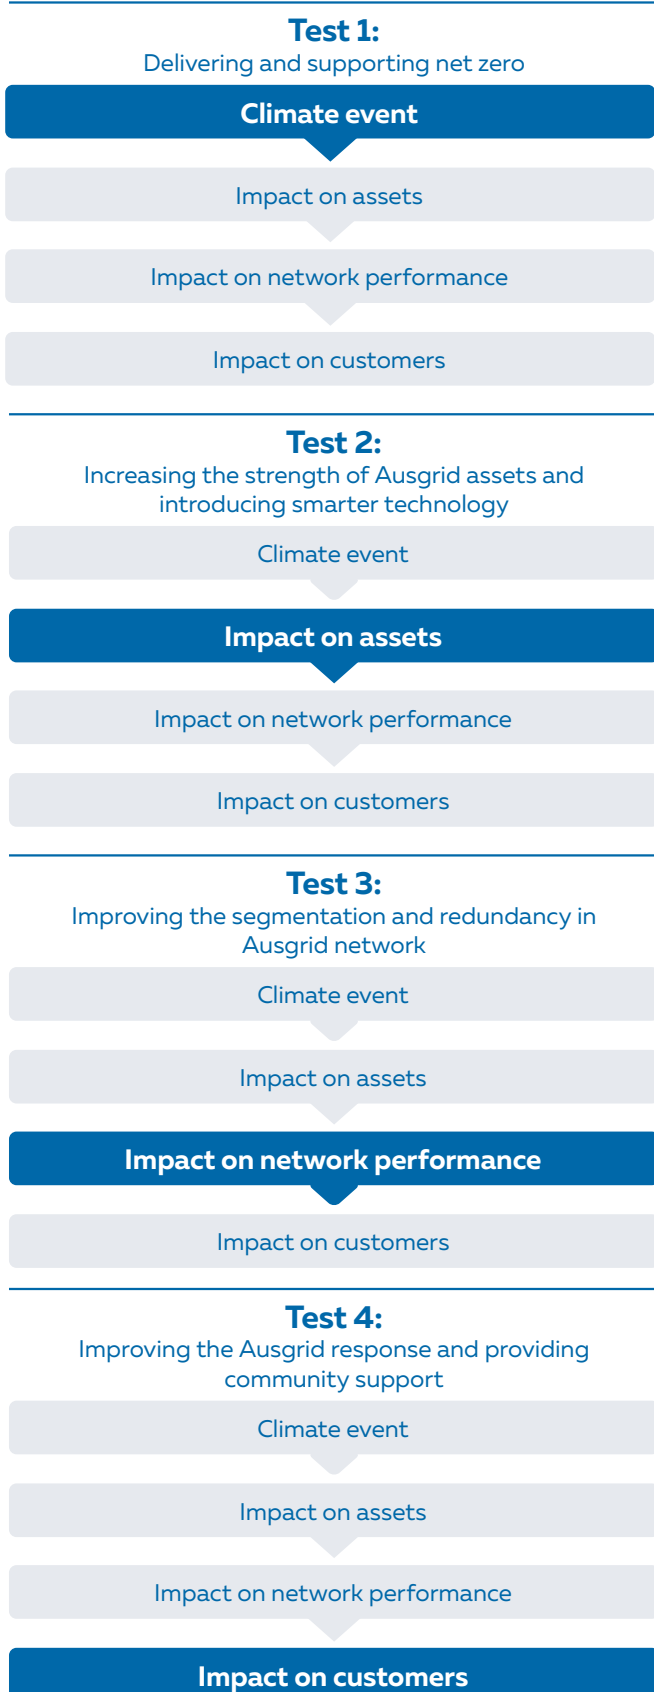 Test 1:
Delivering and supporting net zero
Climate event
Impact on assets
Impact on network performance
Impact on customers
Test 2:
Increasing the strength of Ausgrid assets and
introducing smarter technology
Climate event
Impact on assets
Impact on network performance
Impact on customers
Test 3:
Improving the segmentation and redundancy in
Ausgrid network
Climate event
Impact on assets
Impact on network performance
Impact on customers
Test 4:
Improving the Ausgrid response and providing
community support
Climate event
Impact on assets
Impact on network performance
Impact on customers